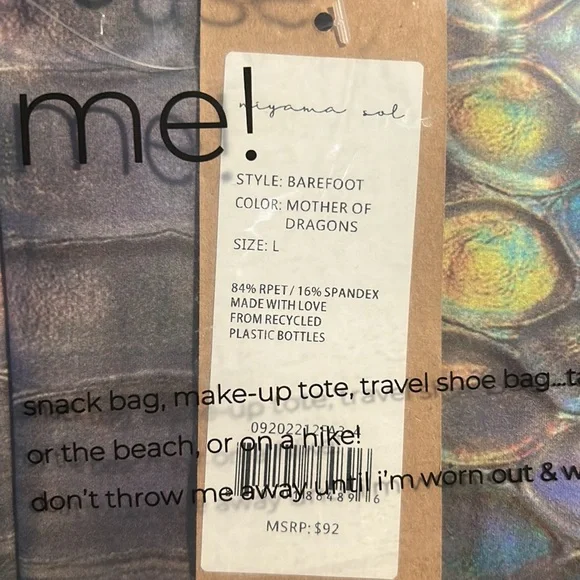 me!
niyama sol
STYLE: BAREFOOT
COLOR: MOTHER OF
DRAGONS
SIZE: L
84% RPET / 16% SPANDEX
MADE WITH LOVE
FROM RECYCLED
PLASTIC BOTTLES
snack bag, make-up tote, travel shoe bag...
or the beach, or on a hike!
don't throw me away until i'm worn out &
MSRP: $92